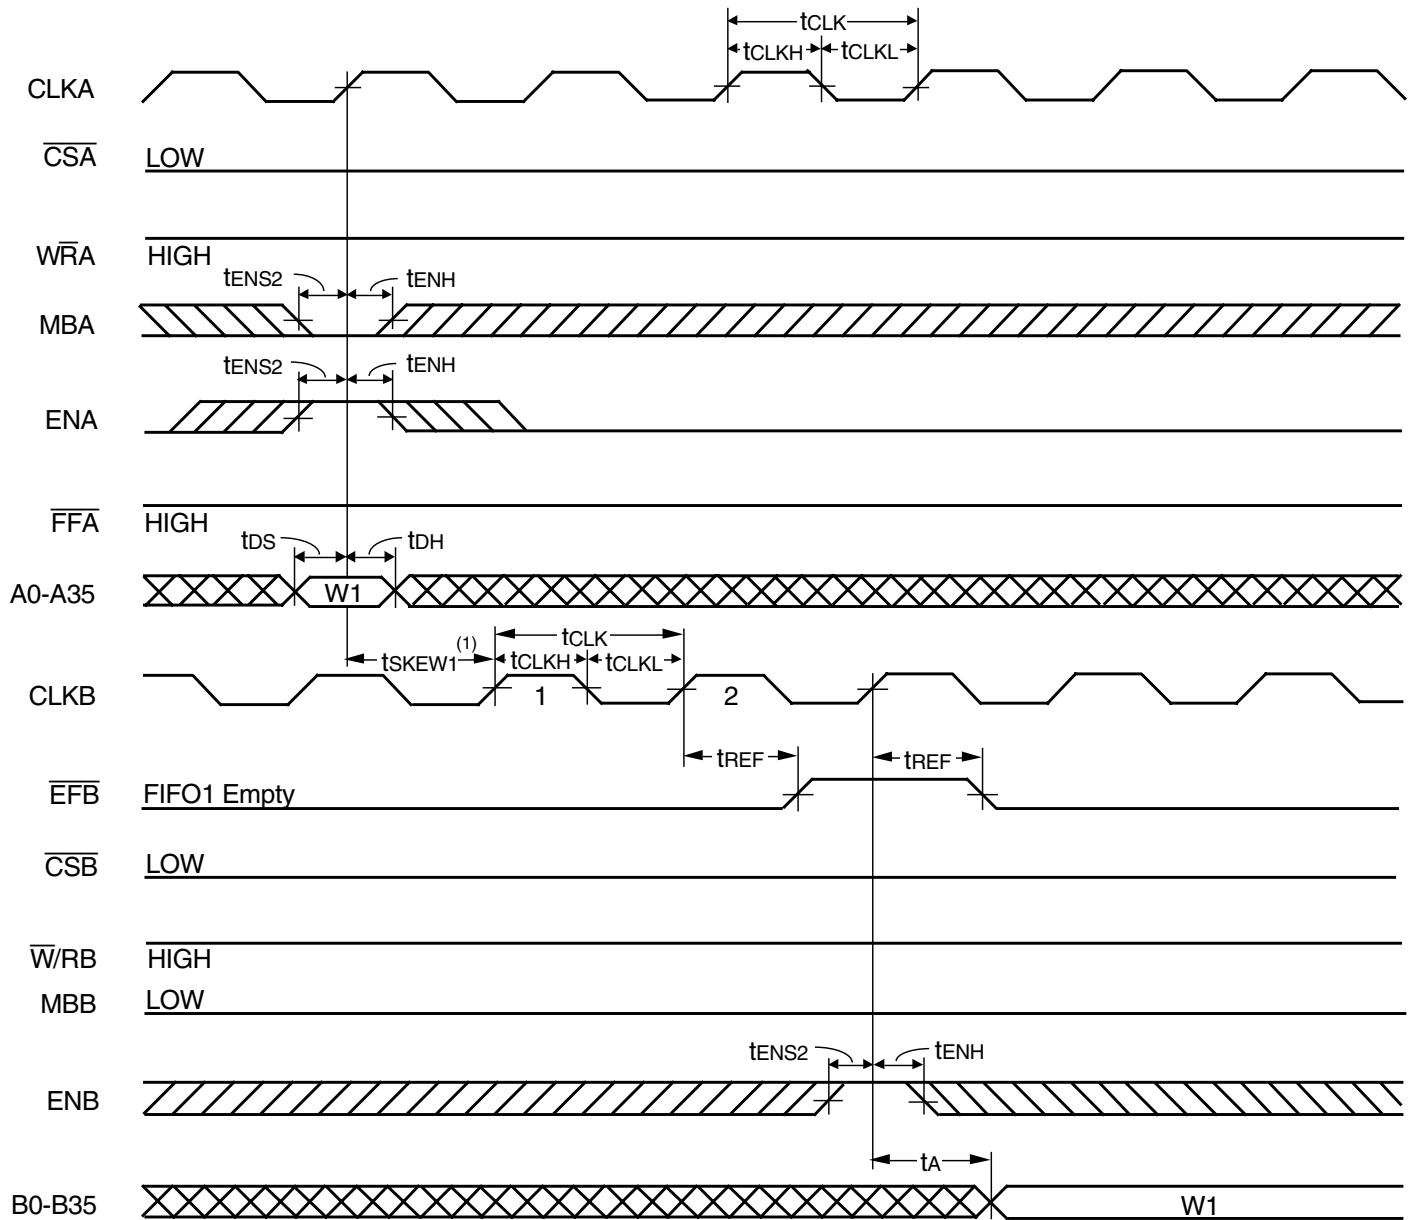 tCLK
tCLKH tCLKL
CLKA
CSA LOW
WRA HIGH
tENS2 tENH
MBA
tENS2 tENH
ENA
FFA HIGH
tDS tDH
A0-A35 W1
tSKEW1(1) tCLK
tCLKH tCLKL
CLKB 1 2
tREF tREF
EFB FIFO1 Empty
CSB LOW
W/RB HIGH
MBB LOW
tENS2 tENH
ENB
tA
B0-B35 W1